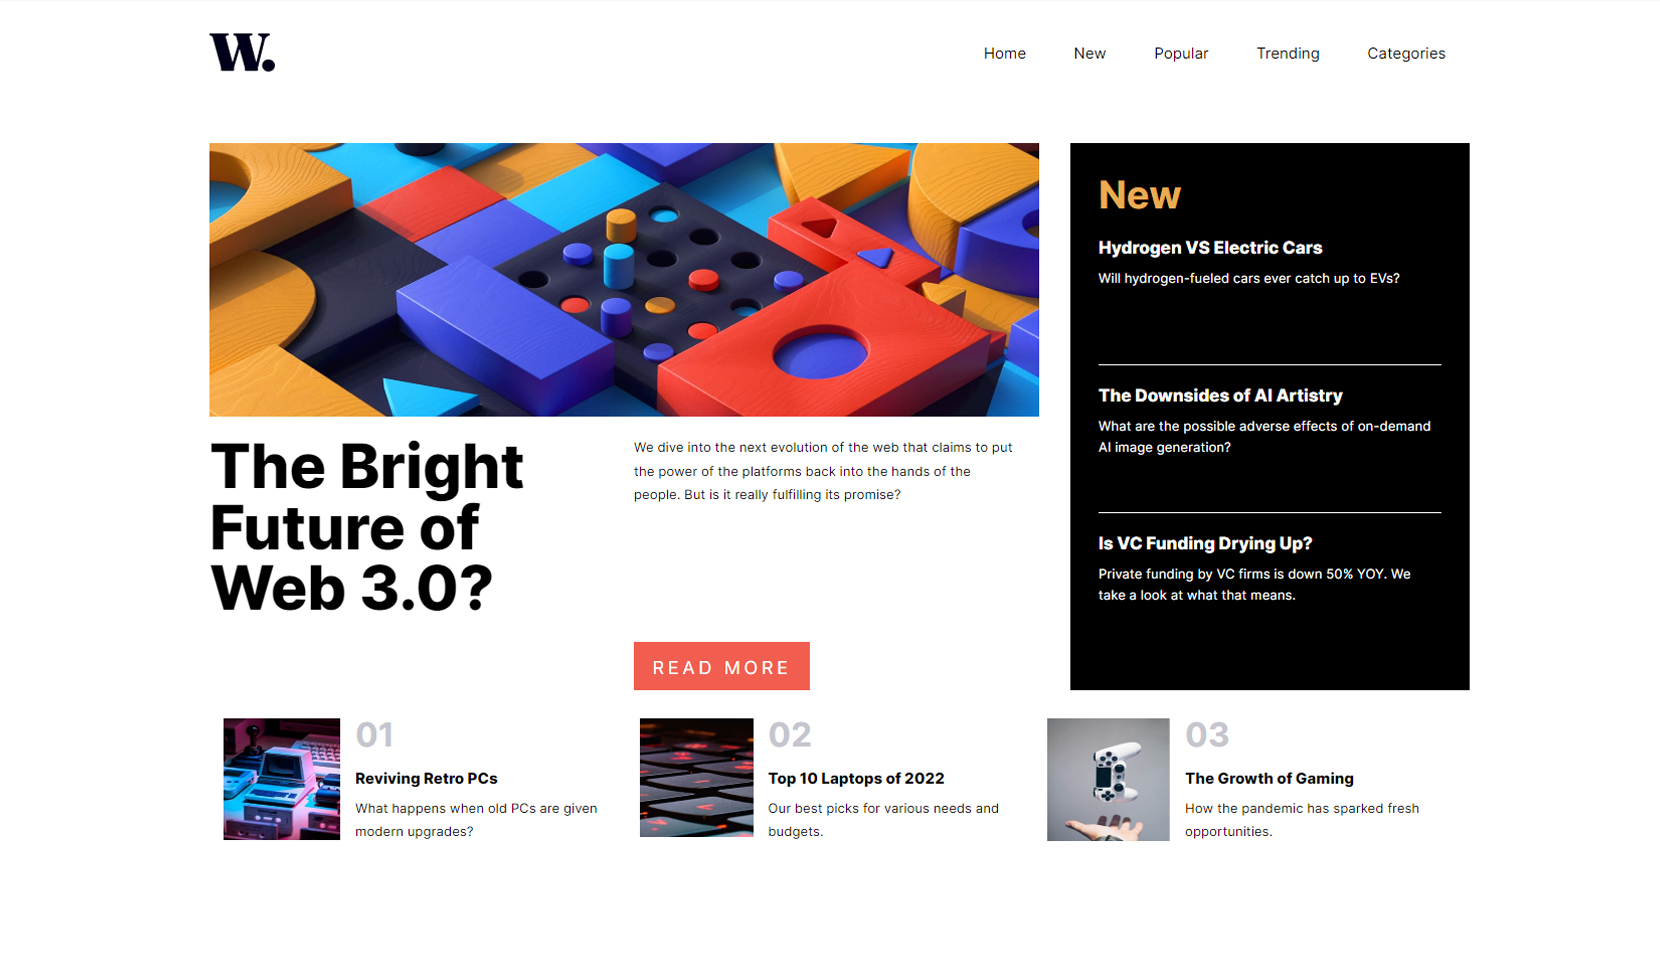 W.
Home
New
Popular
Trending
Categories
The Bright
Future of
Web 3.0?
We dive into the next evolution of the web that claims to put
the power of the platforms back into the hands of the
people. But is it really fulfilling its promise?
READ MORE
New
Hydrogen VS Electric Cars
Will hydrogen-fueled cars ever catch up to EVs?
The Downsides of AI Artistry
What are the possible adverse effects of on-demand
AI image generation?
Is VC Funding Drying Up?
Private funding by VC firms is down 50% YOY. We
take a look at what that means.
01
Reviving Retro PCs
What happens when old PCs are given
modern upgrades?
02
Top 10 Laptops of 2022
Our best picks for various needs and
budgets.
03
The Growth of Gaming
How the pandemic has sparked fresh
opportunities.